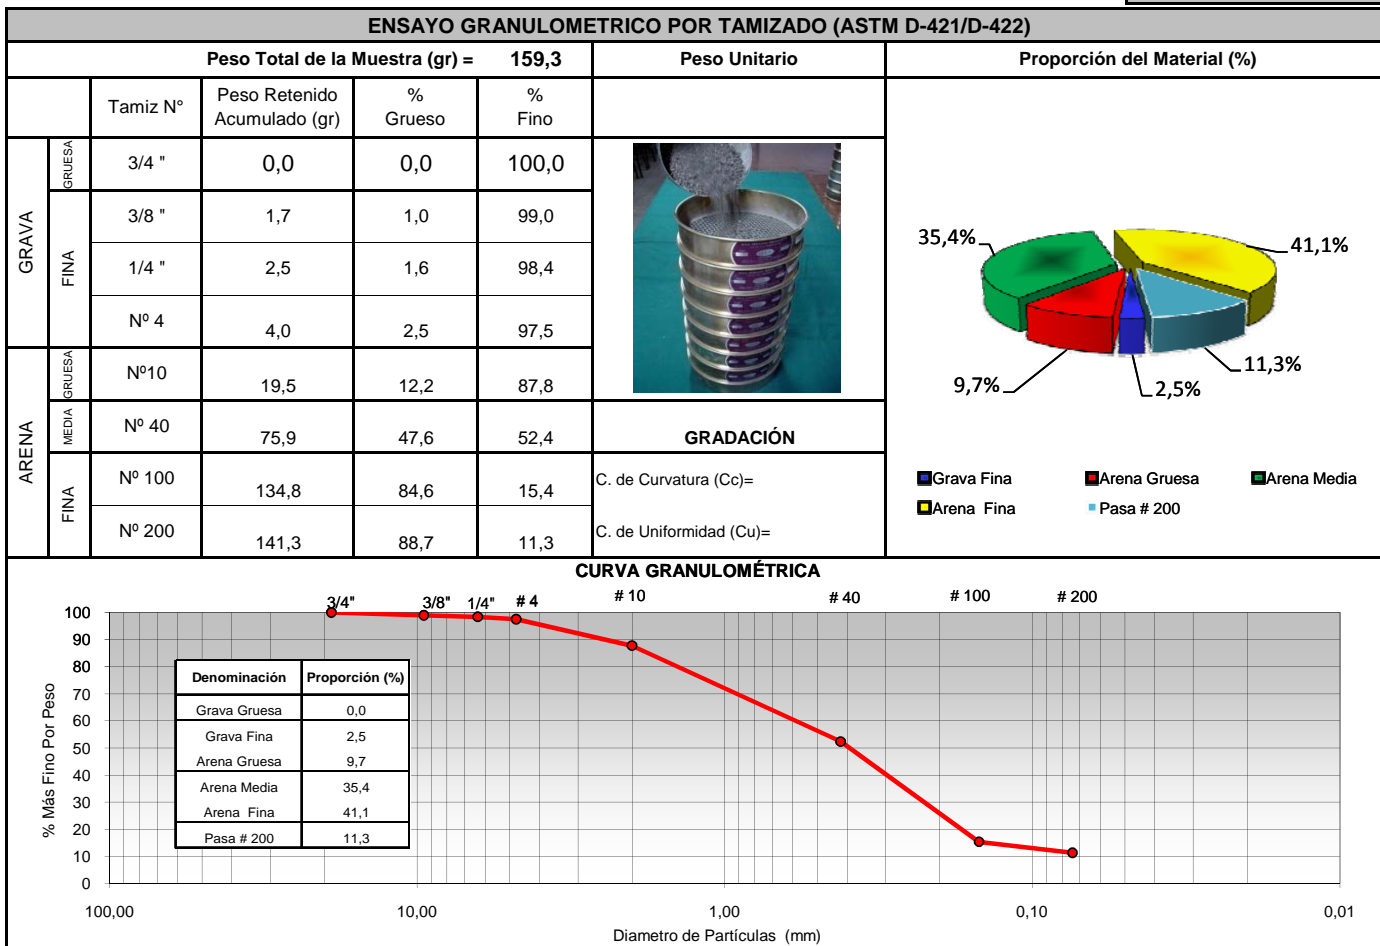 ENSAYO GRANULOMETRICO POR TAMIZADO (ASTM D-421/D-422)
Peso Total de la Muestra (gr) = 159,3 Peso Unitario Proporción del Material (%)
Tamiz N° Peso Retenido Acumulado (gr) % Grueso % Fino
GRAVA
GRUESA
3/4 " 0,0 0,0 100,0
FINA
3/8 " 1,7 1,0 99,0
1/4 " 2,5 1,6 98,4
Nº 4 4,0 2,5 97,5
ARENA
GRUESA
Nº10 19,5 12,2 87,8
MEDIA
Nº 40 75,9 47,6 52,4
FINA
Nº 100 134,8 84,6 15,4
Nº 200 141,3 88,7 11,3
GRADACIÓN
C. de Curvatura (Cc)=
C. de Uniformidad (Cu)=
35,4%
41,1%
11,3%
9,7%
2,5%
Grava Fina Arena Gruesa Arena Media
Arena Fina Pasa # 200
CURVA GRANULOMÉTRICA
3/4" 3/8" 1/4" # 4 # 10 # 40 # 100 # 200
% Más Fino Por Peso
100
90
80
70
60
50
40
30
20
10
0
Denominación Proporción (%)
Grava Gruesa 0,0
Grava Fina 2,5
Arena Gruesa 9,7
Arena Media 35,4
Arena Fina 41,1
Pasa # 200 11,3
100,00 10,00 1,00 0,10 0,01
Diametro de Partículas (mm)